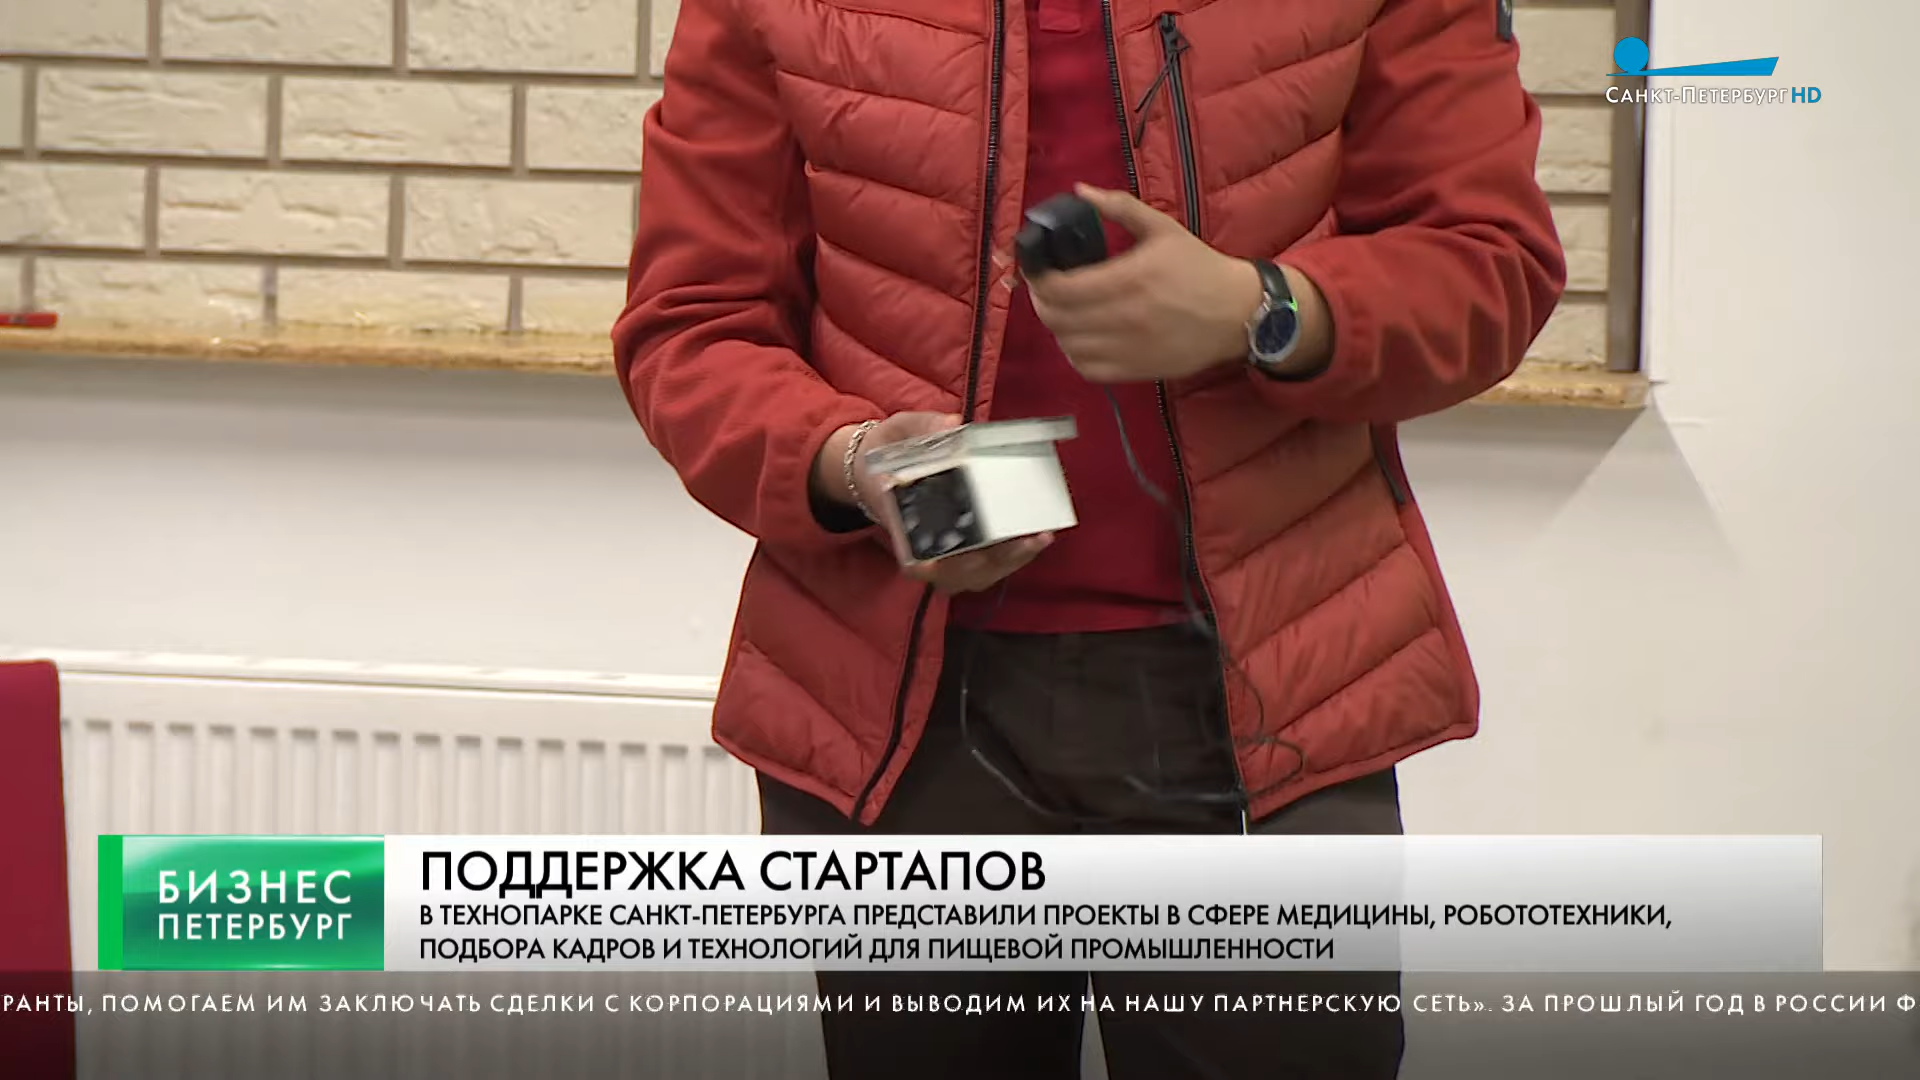 САНКТ-ПЕТЕРБУРГ HD
БИЗНЕС
ПЕТЕРБУРГ
ПОДДЕРЖКА СТАРТАПОВ
В ТЕХНОПАРКЕ САНКТ-ПЕТЕРБУРГА ПРЕДСТАВИЛИ ПРОЕКТЫ В СФЕРЕ МЕДИЦИНЫ, РОБОТОТЕХНИКИ,
ПОДБОРА КАДРОВ И ТЕХНОЛОГИЙ ДЛЯ ПИЩЕВОЙ ПРОМЫШЛЕННОСТИ
РАНТЫ, ПОМОГАЕМ ИМ ЗАКЛЮЧАТЬ СДЕЛКИ С КОРПОРАЦИЯМИ И ВЫВОДИМ ИХ НА НАШУ ПАРТНЕРСКУЮ СЕТЬ». ЗА ПРОШЛЫЙ ГОД В РОССИИ Ф